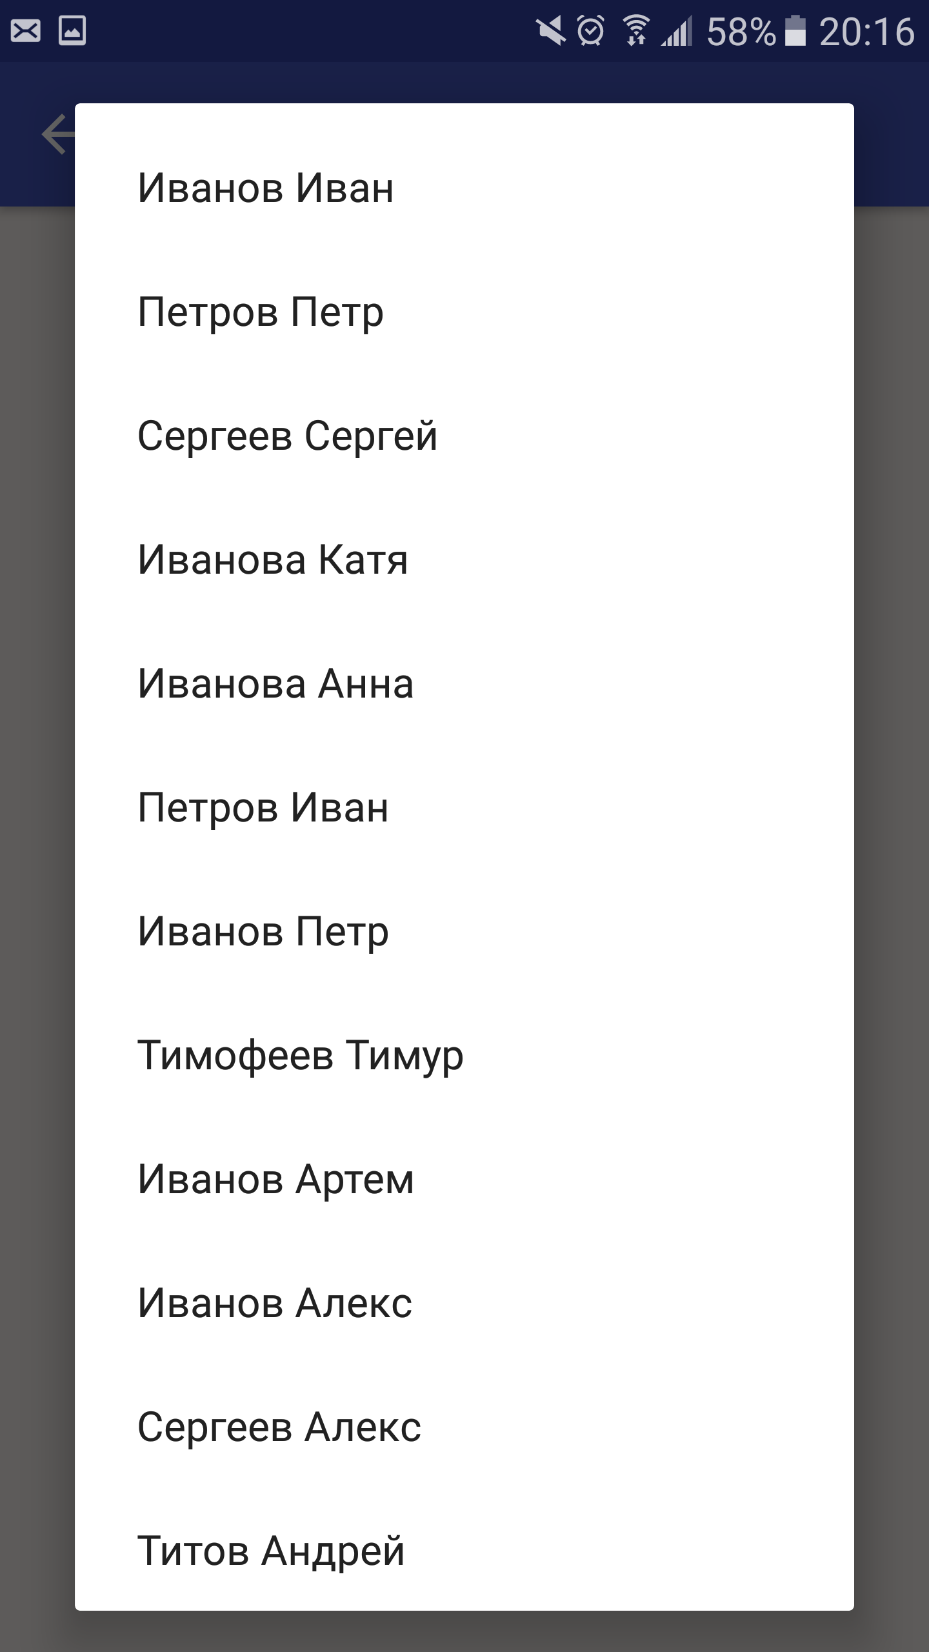 58% 20:16
Иванов Иван
Петров Петр
Сергеев Сергей
Иванова Катя
Иванова Анна
Петров Иван
Иванов Петр
Тимофеев Тимур
Иванов Артем
Иванов Алекс
Сергеев Алекс
Титов Андрей